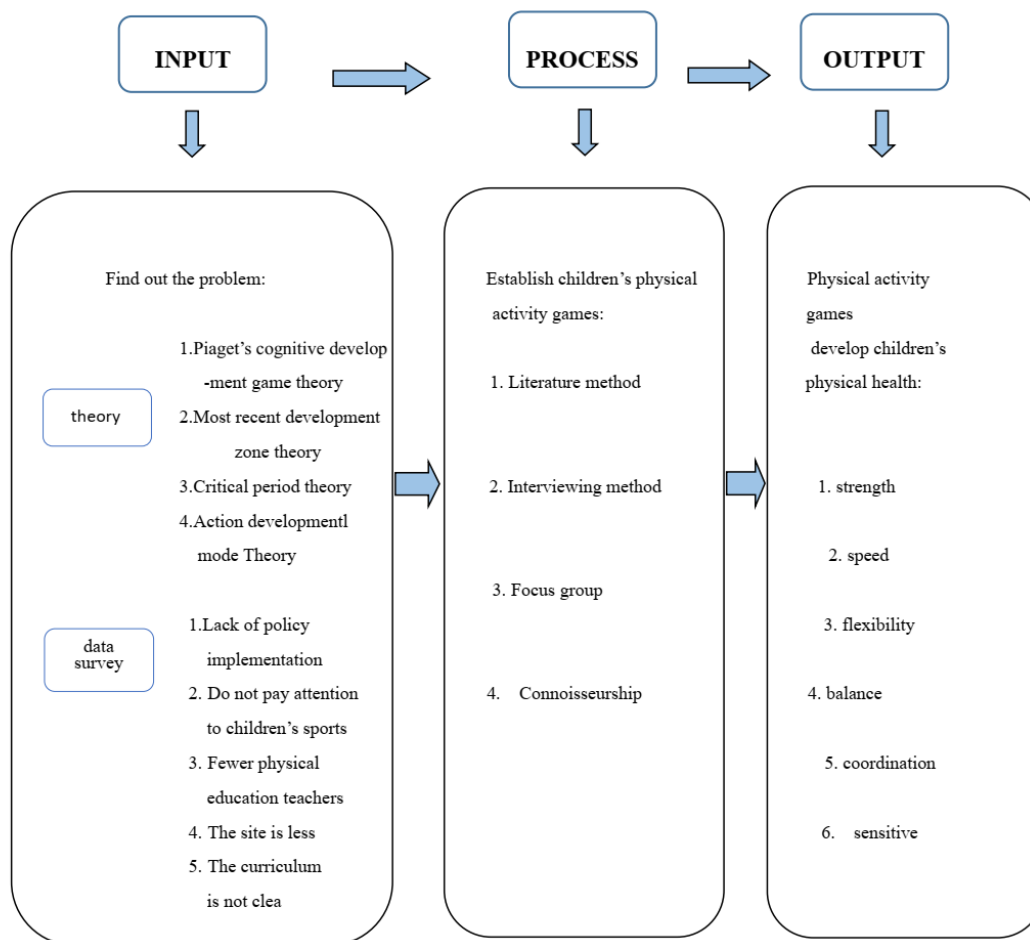 INPUT
PROCESS
OUTPUT
Find out the problem:
theory
1.Piaget’s cognitive develop
-ment game theory
2.Most recent development
zone theory
3.Critical period theory
4.Action developmentl
mode Theory
data
survey
1.Lack of policy
implementation
2. Do not pay attention
to children’s sports
3. Fewer physical
education teachers
4. The site is less
5. The curriculum
is not clea
Establish children’s physical
activity games:
1. Literature method
2. Interviewing method
3. Focus group
4. Connoisseurship
Physical activity
games
develop children’s
physical health:
1. strength
2. speed
3. flexibility
4. balance
5. coordination
6. sensitive